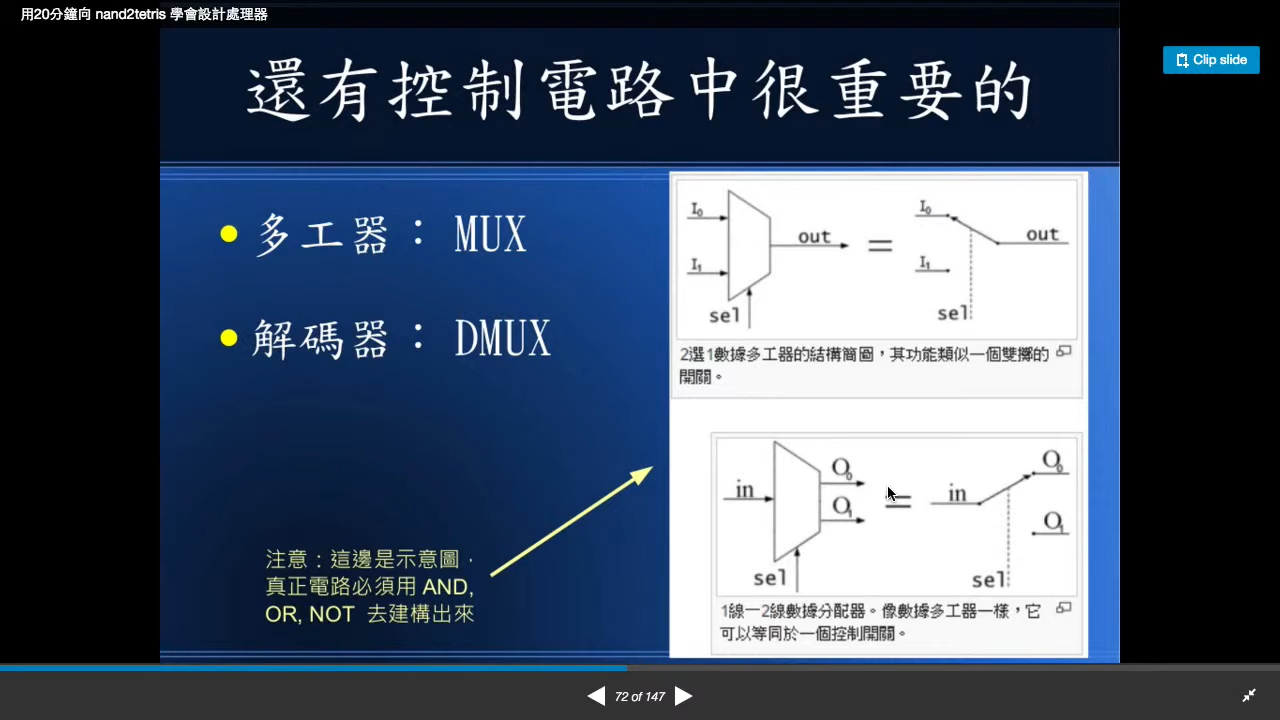 用20分鐘向 nand2tetris 學會設計處理器
Clip slide
還有控制電路中很重要的
多工器： MUX
解碼器： DMUX
I₀
I₁
out
sel
=
I₀
I₁
out
sel
2選1數據多工器的結構簡圖，其功能類似一個雙擲的
開關。
in
O₀
O₁
sel
=
in
O₀
O₁
sel
1線—2線數據分配器。像數據多工器一樣，它
可以等同於一個控制開關。
注意：這邊是示意圖，
真正電路必須用 AND,
OR, NOT 去建構出來
72 of 147